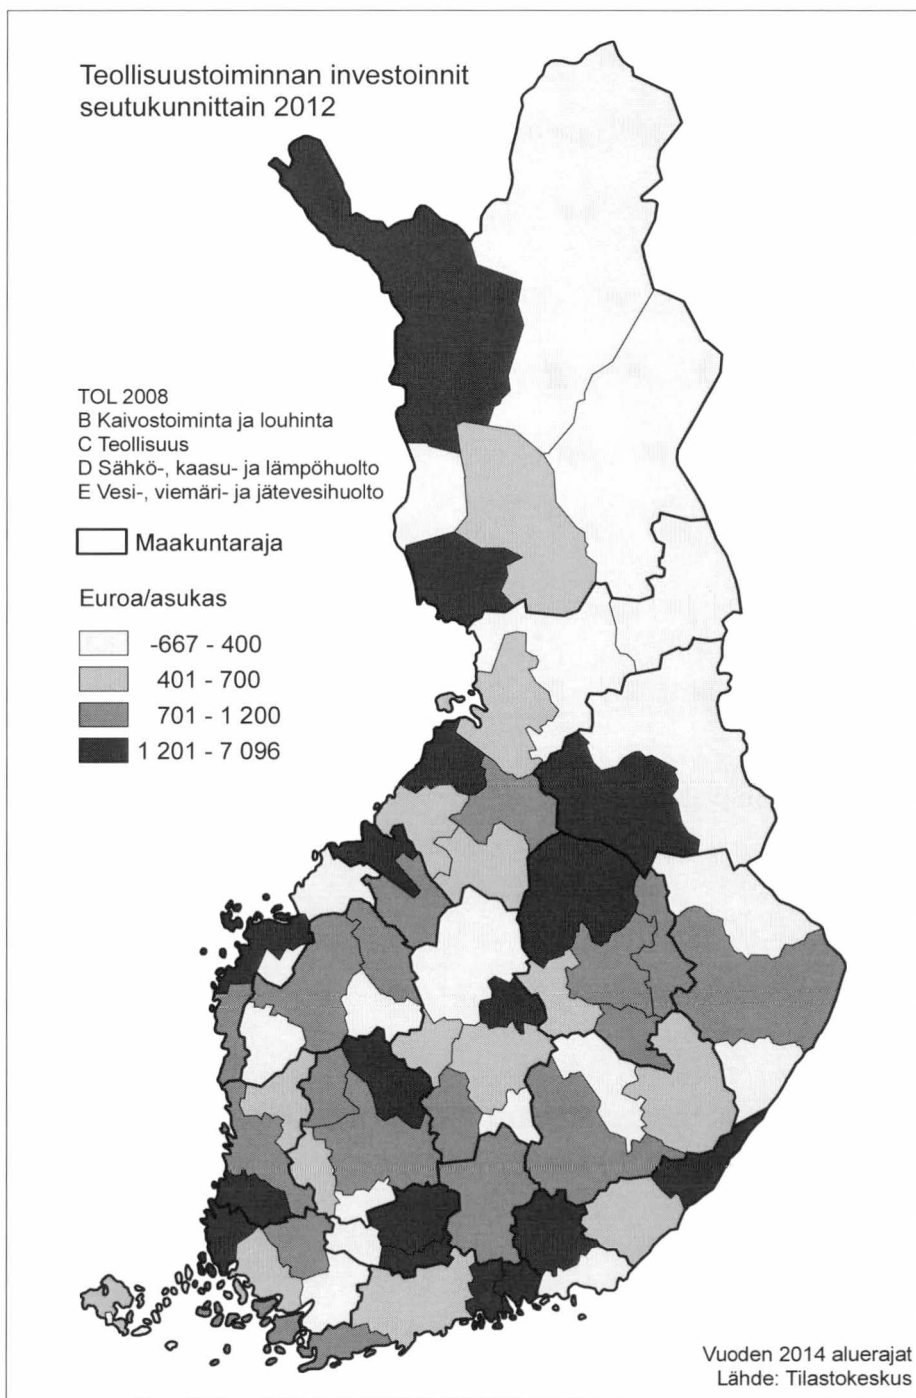 Teollisuustoiminnan investoinnit
seutukunnittain 2012
TOL 2008
B Kaivostoiminta ja louhinta
C Teollisuus
D Sähkö-, kaasu- ja lämpöhuolto
E Vesi-, viemäri- ja jätevesihuolto
Maakuntaraja
Euroa/asukas
-667 - 400
401 - 700
701 - 1 200
1 201 - 7 096
Vuoden 2014 aluerajat
Lähde: Tilastokeskus